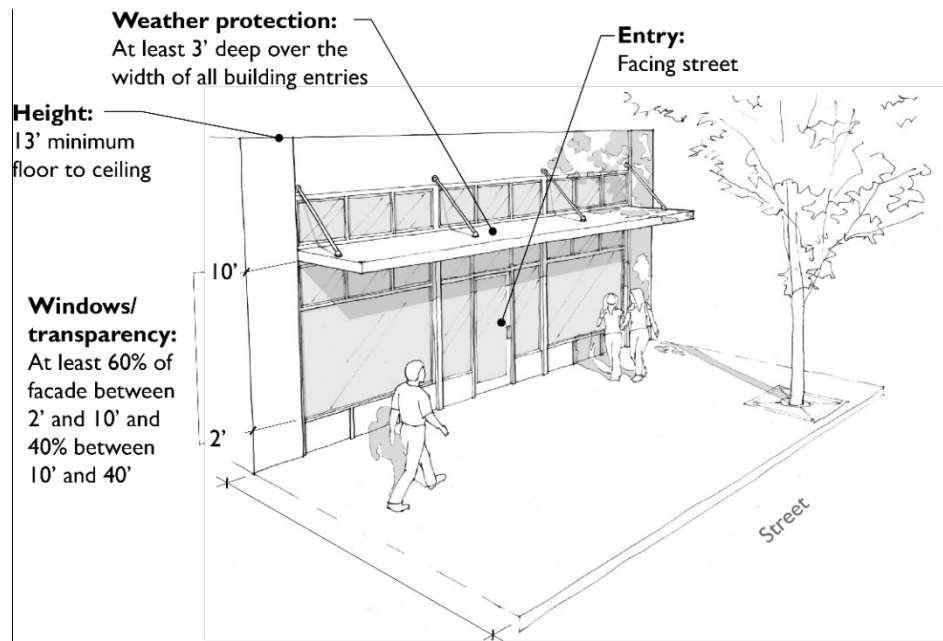 Weather protection:
At least 3’ deep over the
width of all building entries
Entry:
Facing street
Height:
13’ minimum
floor to ceiling
10’
Windows/
transparency:
At least 60% of
facade between
2’ and 10’ and
40% between
10’ and 40’
2’
Street